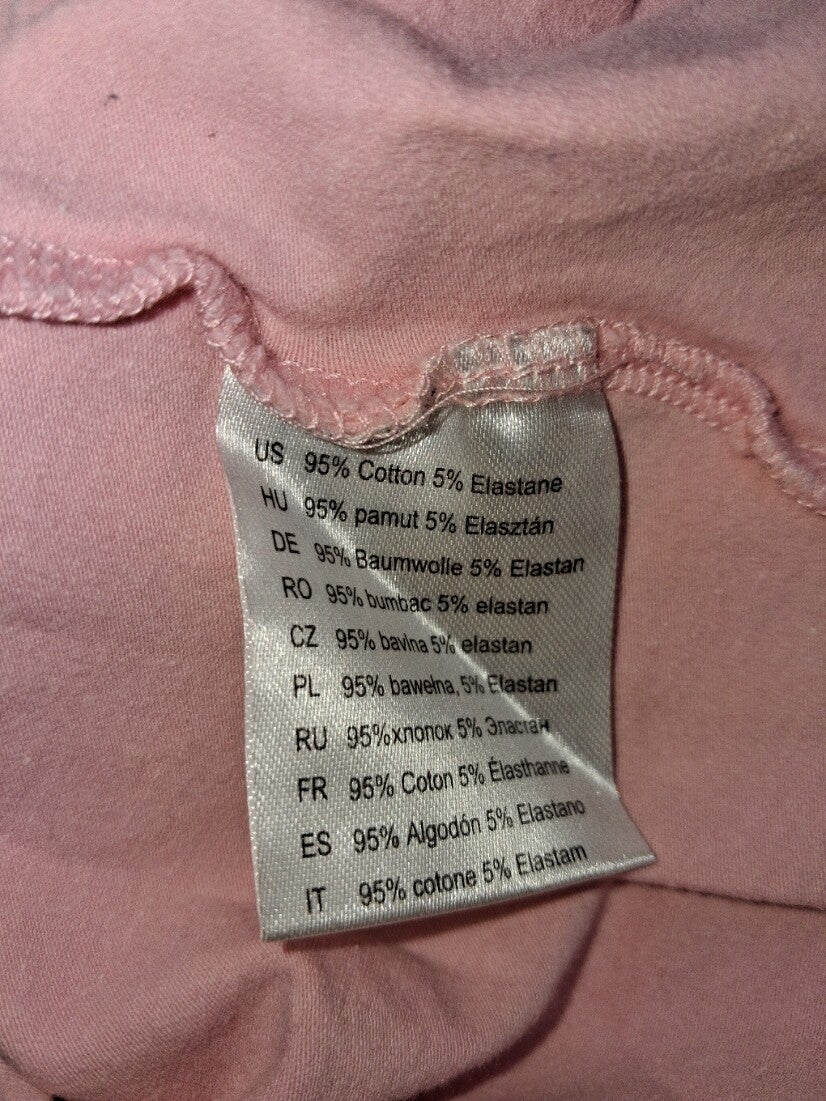 US 95% Cotton 5% Elastane
HU 95% pamut 5% Elasztán
DE 95% Baumwolle 5% Elastan
RO 95% bumbac 5% elastan
CZ 95% bavlna 5% elastan
PL 95% bawełna, 5% Elastan
RU 95%хлопок 5% Эластан
FR 95% Coton 5% Élasthanne
ES 95% Algodón 5% Elastano
IT 95% cotone 5% Elastam